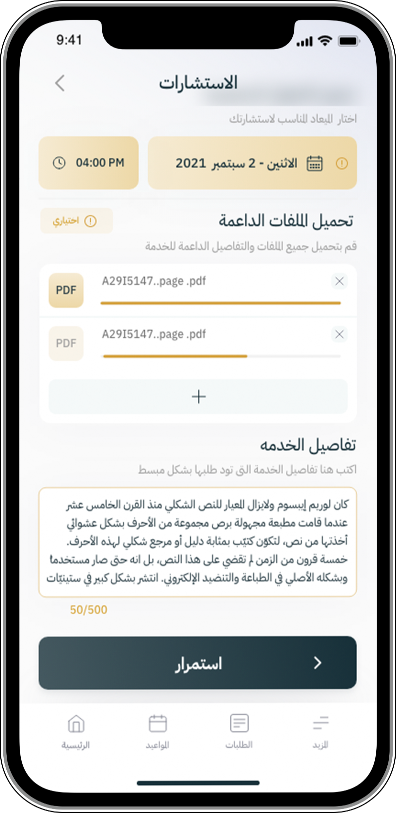 9:41
الاستشارات
اختار الميعاد المناسب لاستشارتك
الاثنين - 2 سبتمبر 2021
04:00 PM
تحميل الملفات الداعمة
اختياري
قم بتحميل جميع الملفات والتفاصيل الداعمة للخدمة
PDF
A29I5147..page .pdf
PDF
A29I5147..page .pdf
تفاصيل الخدمه
اكتب هنا تفاصيل الخدمة التى تود طلبها بشكل مبسط
كان لوريم إيبسوم ولايزال المعيار للنص الشكلي منذ القرن الخامس عشر
عندما قامت مطبعة مجهولة برص مجموعة من الأحرف بشكل عشوائي
أخذتها من نص، لتكوّن كتيّب بمثابة دليل أو مرجع شكلي لهذه الأحرف.
خمسة قرون من الزمن لم تقضي على هذا النص، بل انه حتى صار مستخدماً
وبشكله الأصلي في الطباعة والتنضيد الإلكتروني. انتشر بشكل كبير في ستينيّات
50/500
استمرار
المزيد
الطلبات
المواعيد
الرئيسية